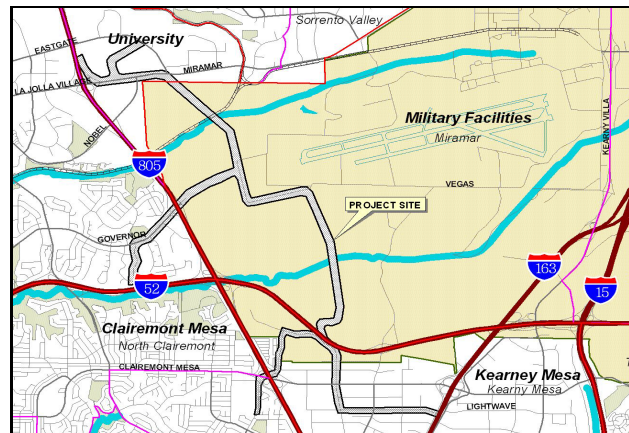 Sorrento Valley
University
EASTGATE
MIRAMAR
LA JOLLA VILLAGE
NOBEL
Military Facilities
Miramar
KEARNY VILLA
805
VEGAS
PROJECT SITE
GOVERNOR
163
52
15
Clairemont Mesa
North Clairemont
CLAIREMONT MESA
Kearney Mesa
Kearny Mesa
LIGHTWAVE